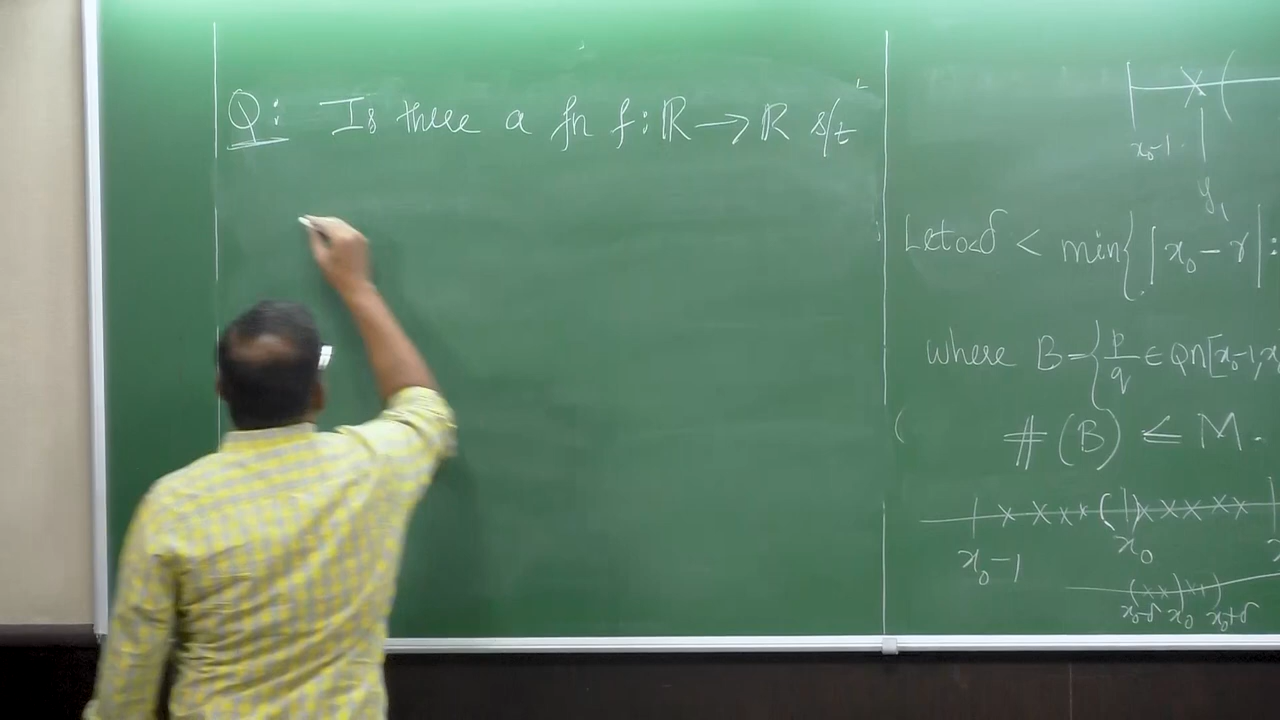 Q: Is there a fn f: ℝ → ℝ s/t
x₀-1
y₁
Let 0<δ < min{ |x₀ - r| :
where B = { p/q ∈ Q∩[x₀-1, x₀
# (B) ≤ M.
x₀-1 x₀
x₀-δ x₀ x₀+δ